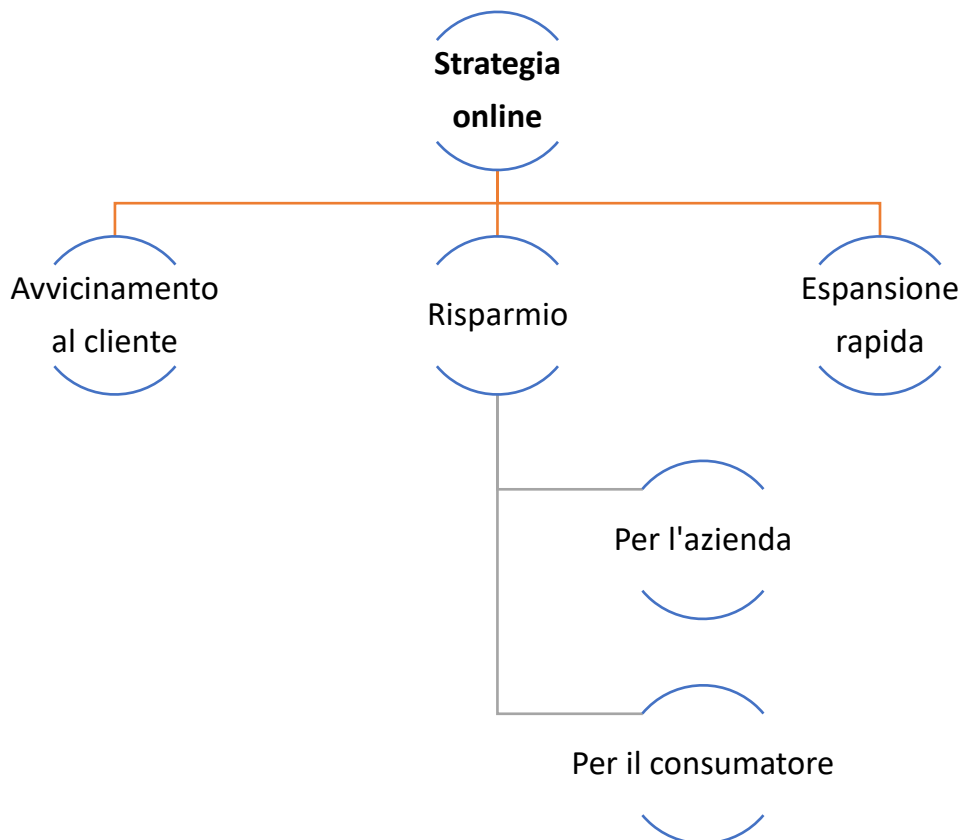 Strategia
online
Avvicinamento
al cliente
Risparmio
Espansione
rapida
Per l'azienda
Per il consumatore